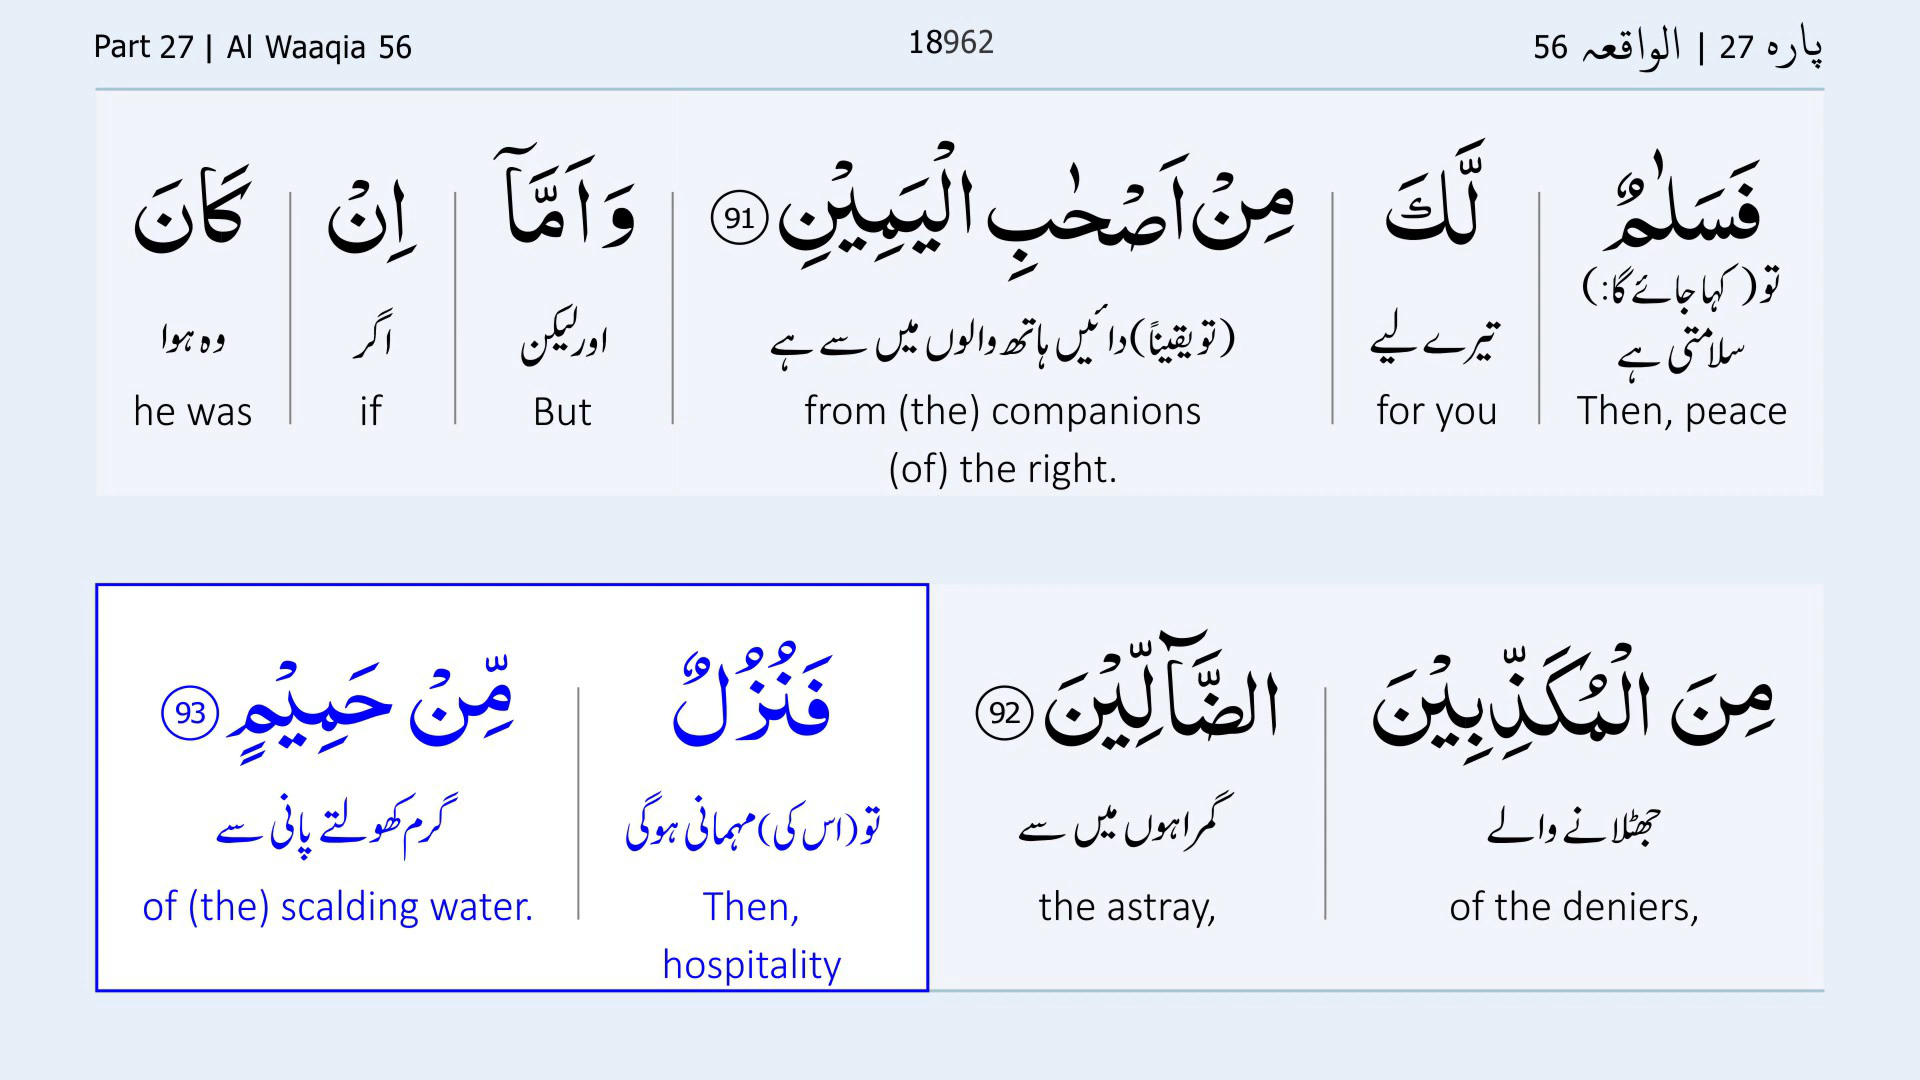 Part 27 | Al Waaqia 56
18962
پارہ 27 | الواقعہ 56
فَسَلٰمٌ لَّكَ مِنْ اَصْحٰبِ الْيَمِيْنِ 91 وَ اَمَّاۤ اِنْ كَانَ
تو (کہا جائے گا:) سلامتی ہے تیرے لیے (تو یقیناً) دائیں ہاتھ والوں میں سے ہے اور لیکن اگر وہ ہوا
Then, peace for you from (the) companions (of) the right. But if he was
مِنَ الْمُكَذِّبِيْنَ الضَّآلِّيْنَ 92 فَنُزُلٌ مِّنْ حَمِيْمٍ 93
جھٹلانے والے گمراہوں میں سے تو (اس کی) مہمانی ہوگی گرم کھولتے پانی سے
of the deniers, the astray, Then, hospitality of (the) scalding water.